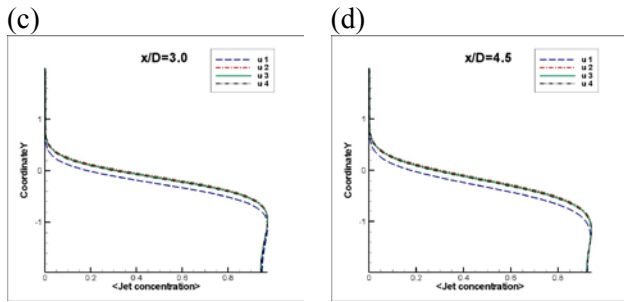 (c)
x/D=3.0
u 1
u 2
u 3
u 4
CoordinateY
1
0
-1
0 0.2 0.4 0.6 0.8
<Jet concentration>
(d)
x/D=4.5
u 1
u 2
u 3
u 4
CoordinateY
1
0
-1
0 0.2 0.4 0.6 0.8
<Jet concentration>